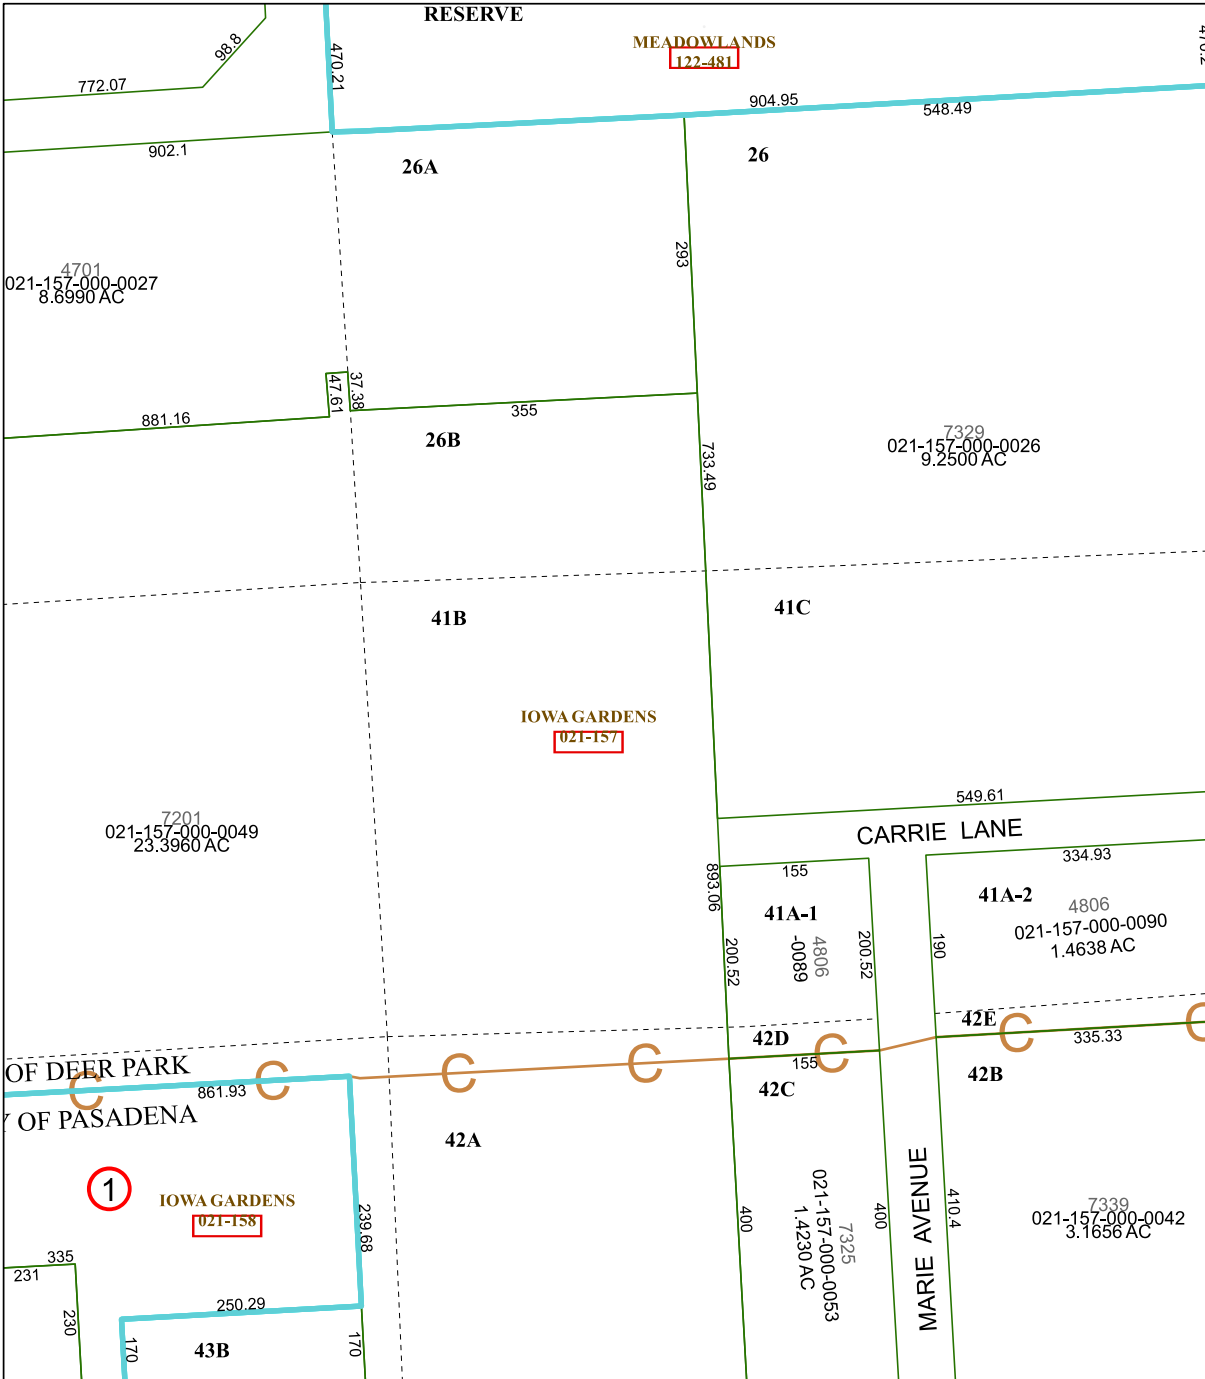 RESERVE
MEADOWLANDS
122-481
98.8
772.07
470.21
904.95
548.49
902.1
26A
26
293
4701
021-157-000-0027
8.6990 AC
47.61
37.38
881.16
355
26B
733.49
7329
021-157-000-0026
9.2500 AC
41B
41C
IOWA GARDENS
021-157
7201
021-157-000-0049
23.3960 AC
549.61
CARRIE LANE
893.06
155
334.93
41A-1
41A-2
4806
-0089
200.52
200.52
190
4806
021-157-000-0090
1.4638 AC
42D
42E
155
335.33
C
C
C
C
C
C
OF DEER PARK
861.93
OF PASADENA
42A
42C
42B
1
IOWA GARDENS
021-158
239.68
400
7325
021-157-000-0053
1.4230 AC
400
MARIE AVENUE
410.4
7339
021-157-000-0042
3.1656 AC
335
231
230
250.29
170
43B
170